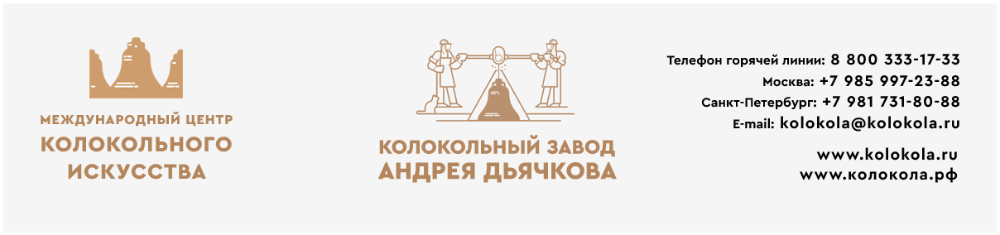 МЕЖДУНАРОДНЫЙ ЦЕНТР
КОЛОКОЛЬНОГО
ИСКУССТВА
КОЛОКОЛЬНЫЙ ЗАВОД
АНДРЕЯ ДЬЯЧКОВА
Телефон горячей линии: 8 800 333-17-33
Москва: +7 985 997-23-88
Санкт-Петербург: +7 981 731-80-88
E-mail: kolokola@kolokola.ru
www.kolokola.ru
www.колокола.рф